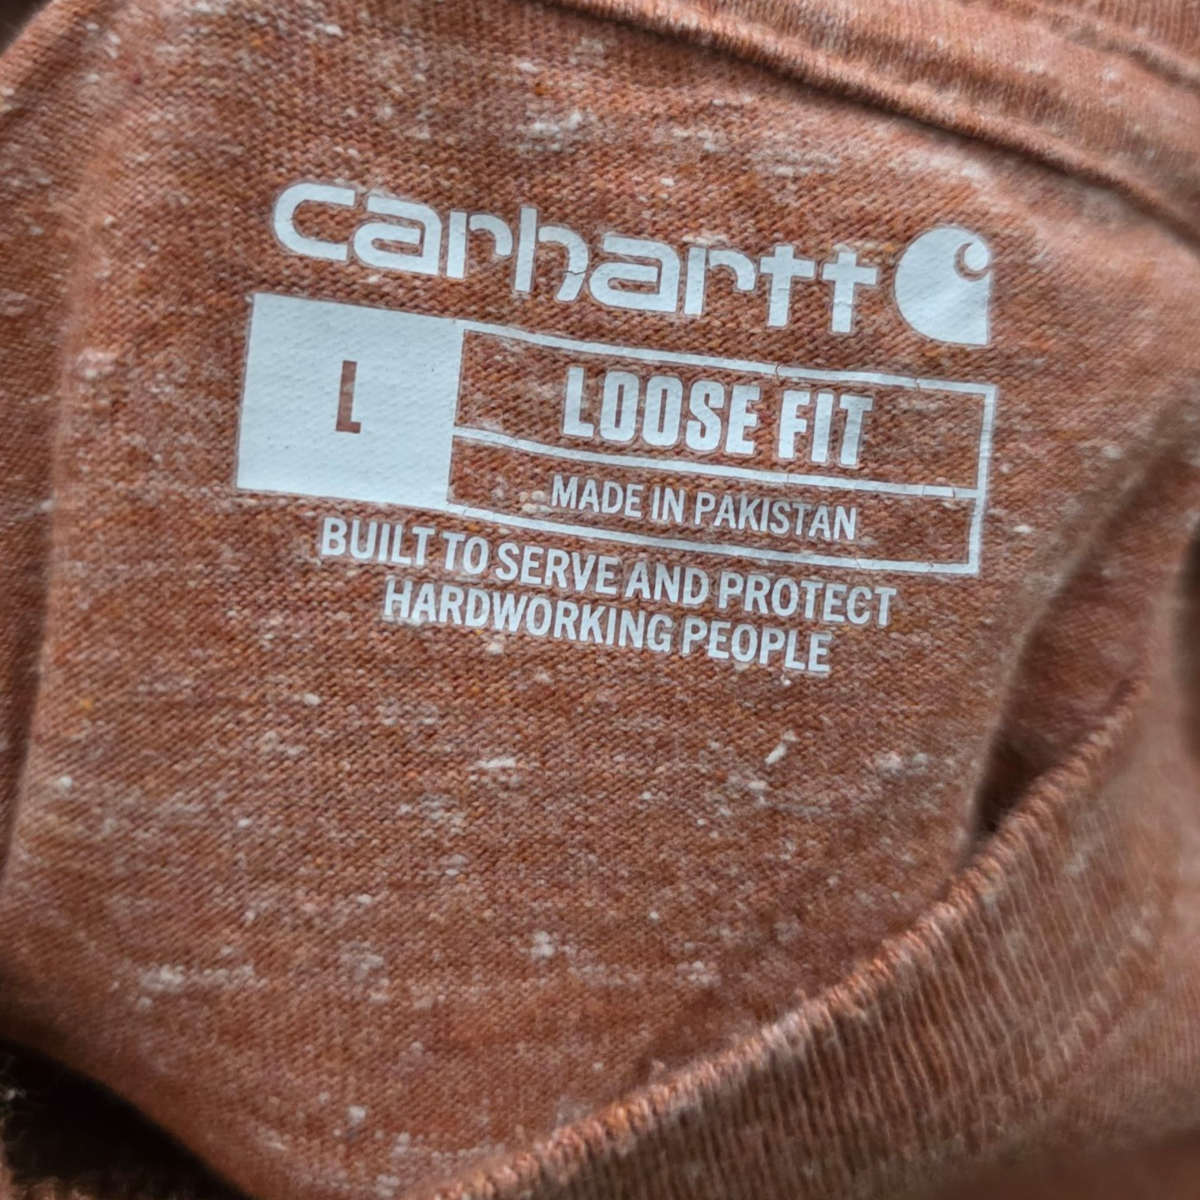 carhartt
L
LOOSE FIT
MADE IN PAKISTAN
BUILT TO SERVE AND PROTECT
HARDWORKING PEOPLE